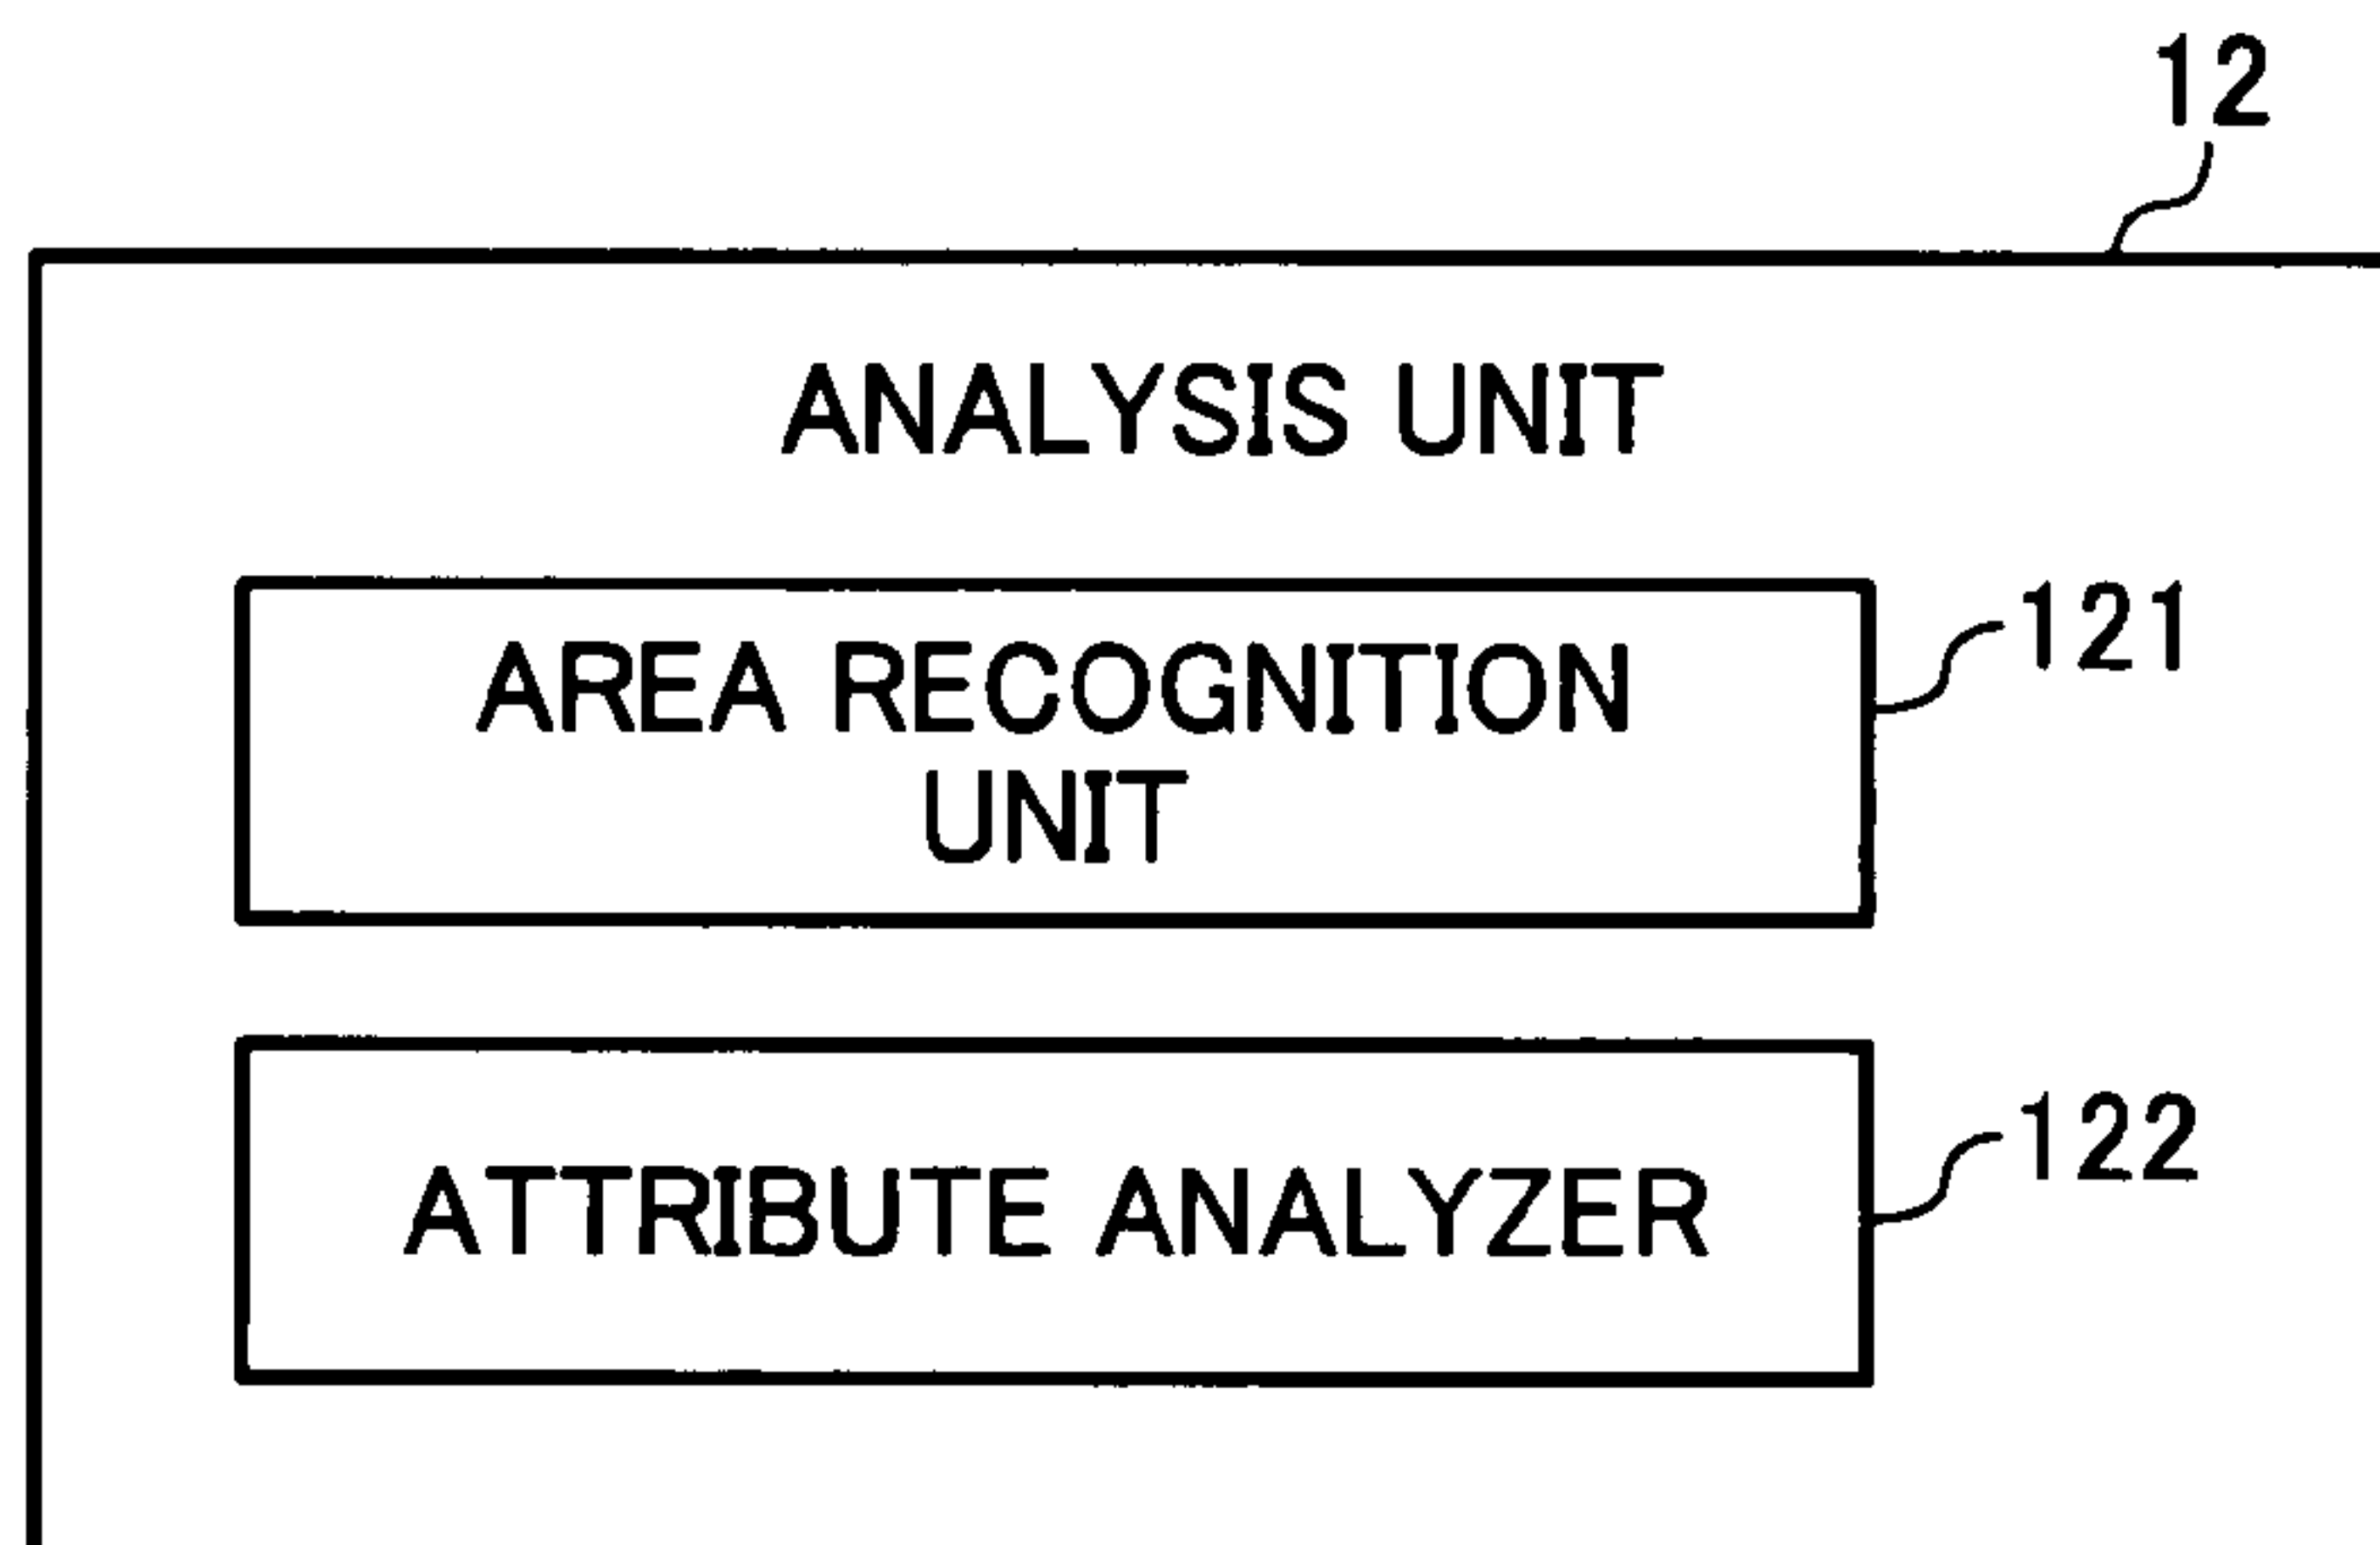 12
ANALYSIS UNIT
AREA RECOGNITION
UNIT
121
ATTRIBUTE ANALYZER
122